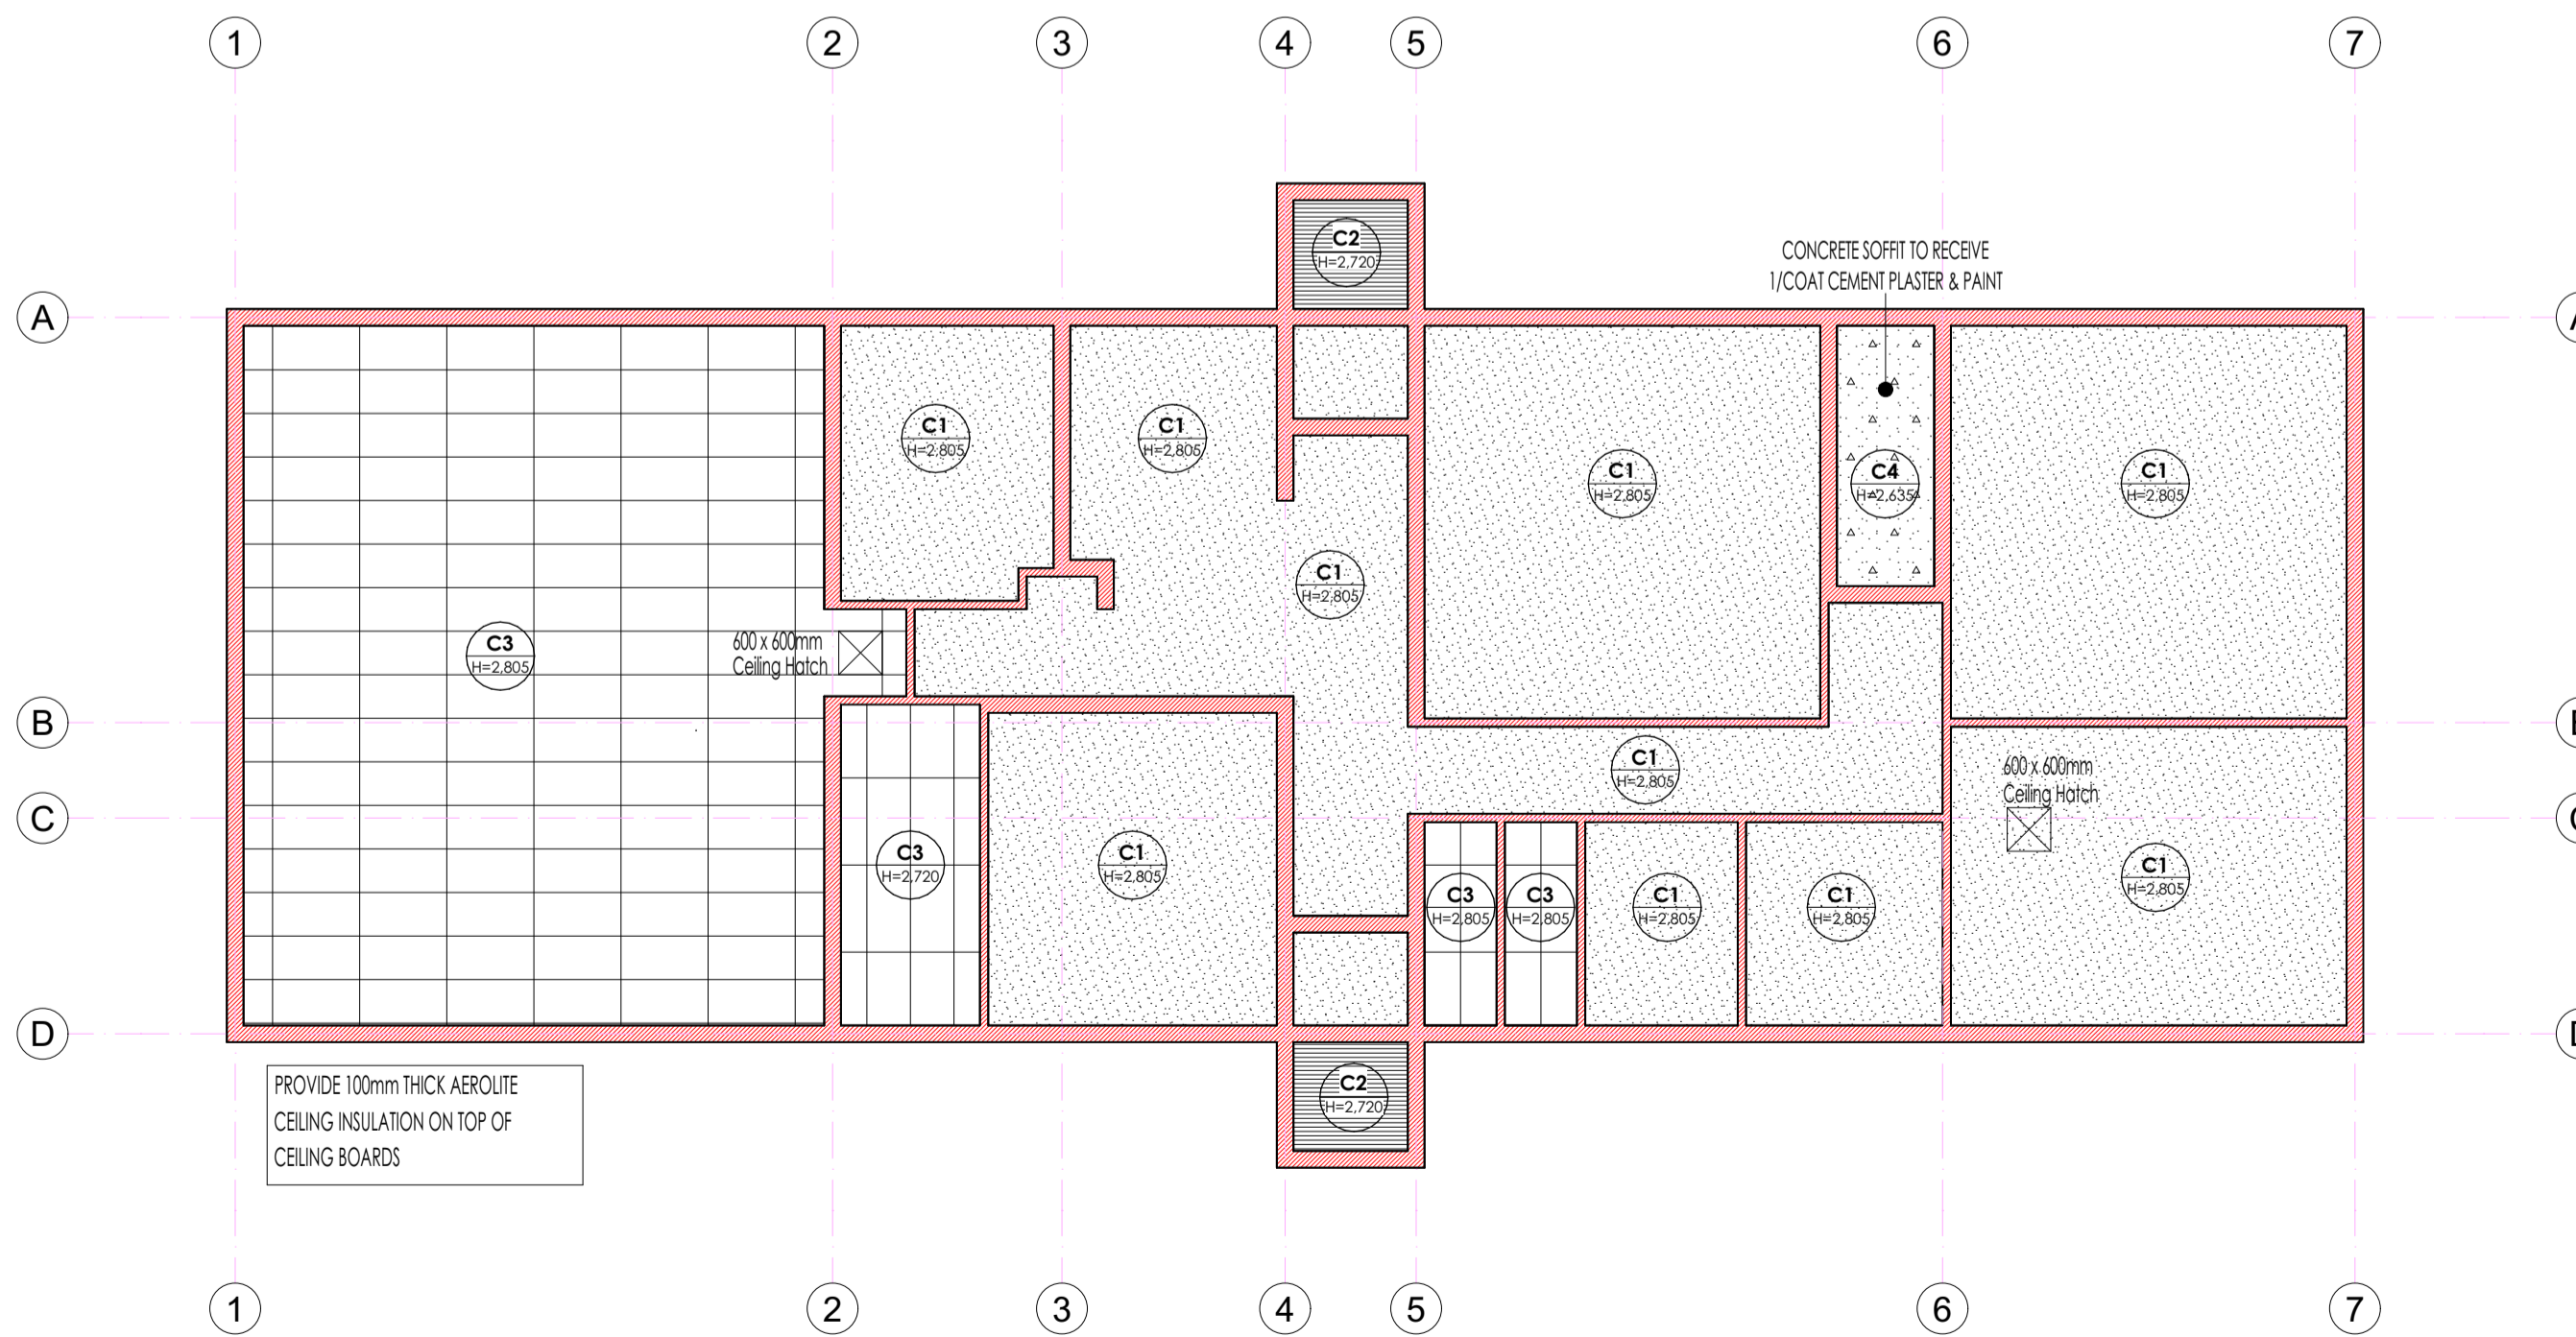 1 2 3 4 5 6 7
C2
H=2,720
CONCRETE SOFFIT TO RECEIVE
1/COAT CEMENT PLASTER & PAINT
A
C1
H=2,805
C1
H=2,805
C1
H=2,805
C4
H=2,635
C1
H=2,805
C1
H=2,805
C3
H=2,805
600 x 600mm
Ceiling Hatch
B
C1
H=2,805
600 x 600mm
Ceiling Hatch
C
C3
H=2,720
C1
H=2,805
C3
H=2,805
C3
H=2,805
C1
H=2,805
C1
H=2,805
C1
H=2,805
D
C2
H=2,720
PROVIDE 100mm THICK AEROLITE
CEILING INSULATION ON TOP OF
CEILING BOARDS
1 2 3 4 5 6 7